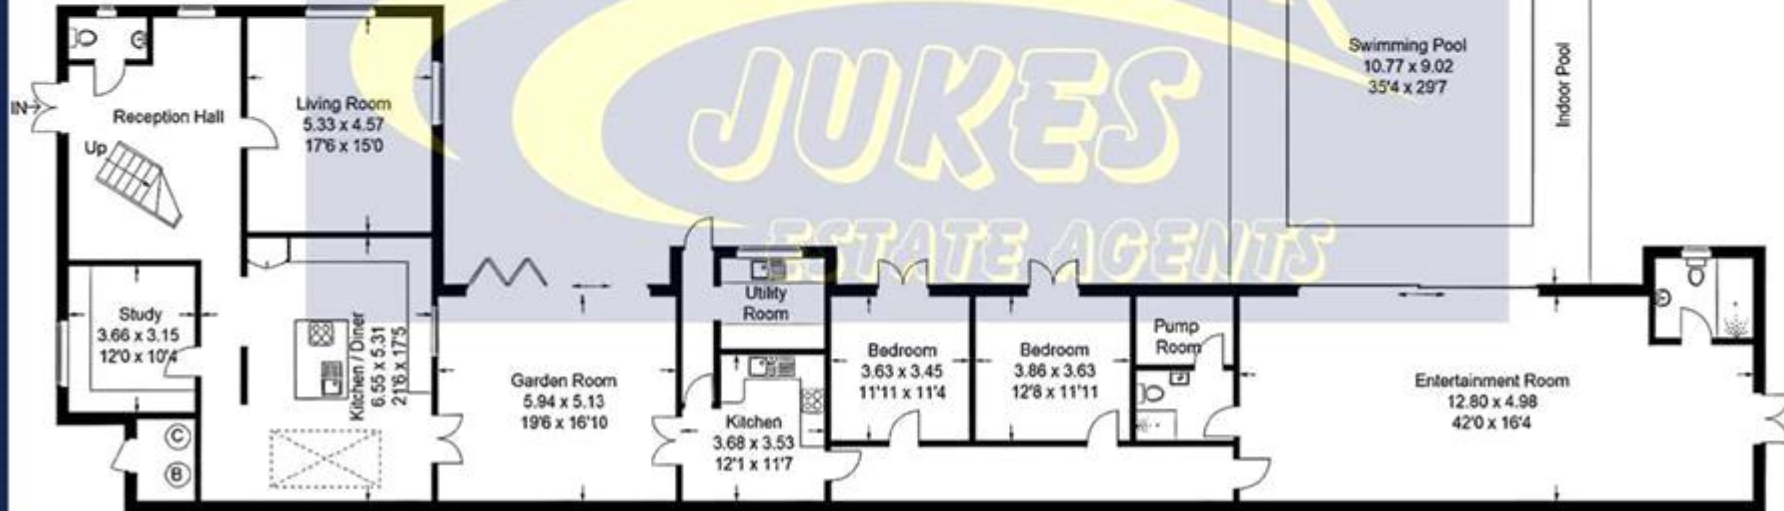 IN
Reception Hall
Up
Living Room
5.33 x 4.57
17'6 x 15'0
Study
3.66 x 3.15
12'0 x 10'4
C
B
Kitchen / Diner
6.55 x 5.31
21'6 x 17'5
Garden Room
5.94 x 5.13
19'6 x 16'10
Utility
Room
Kitchen
3.68 x 3.53
12'1 x 11'7
Bedroom
3.63 x 3.45
11'11 x 11'4
Bedroom
3.86 x 3.63
12'8 x 11'11
Pump
Room
Entertainment Room
12.80 x 4.98
42'0 x 16'4
Swimming Pool
10.77 x 9.02
35'4 x 29'7
Indoor Pool
JUKES
ESTATE AGENTS